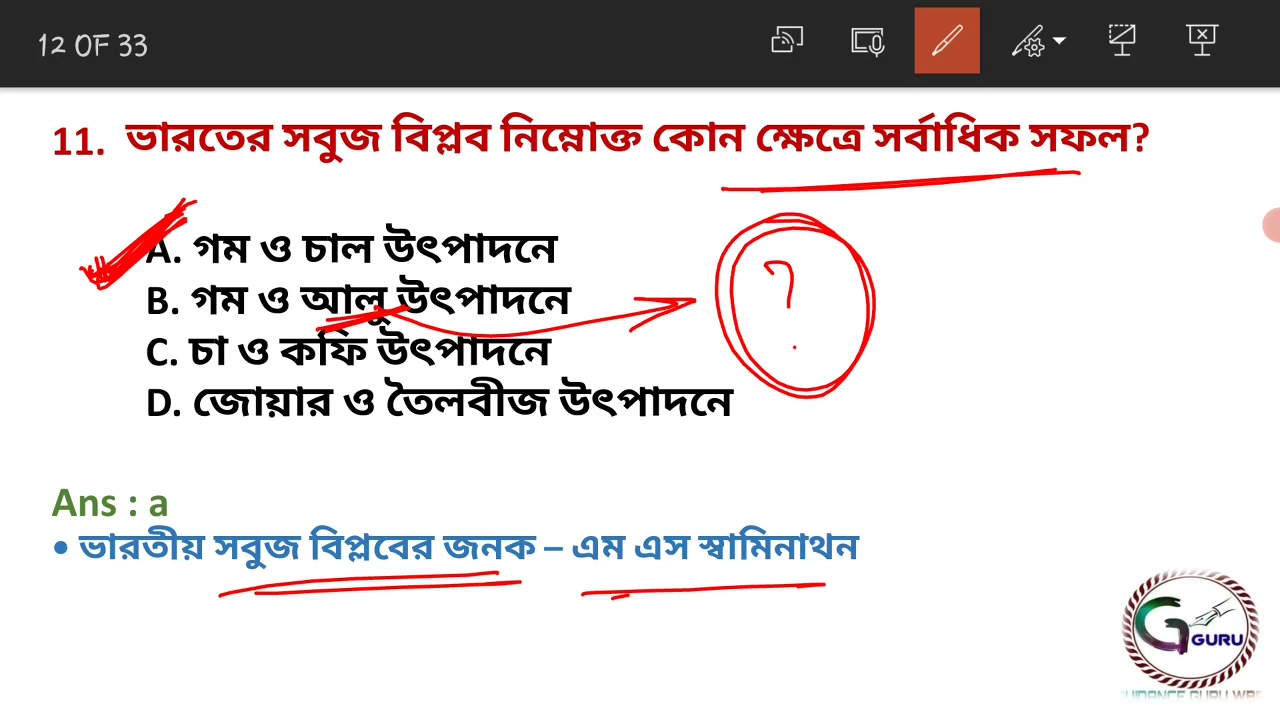 12 OF 33
11. ভারতের সবুজ বিপ্লব নিম্নোক্ত কোন ক্ষেত্রে সর্বাধিক সফল?
A. গম ও চাল উৎপাদনে
B. গম ও আলু উৎপাদনে
?
C. চা ও কফি উৎপাদনে
D. জোয়ার ও তৈলবীজ উৎপাদনে
Ans : a
• ভারতীয় সবুজ বিপ্লবের জনক – এম এস স্বামিনাথন
G GURU